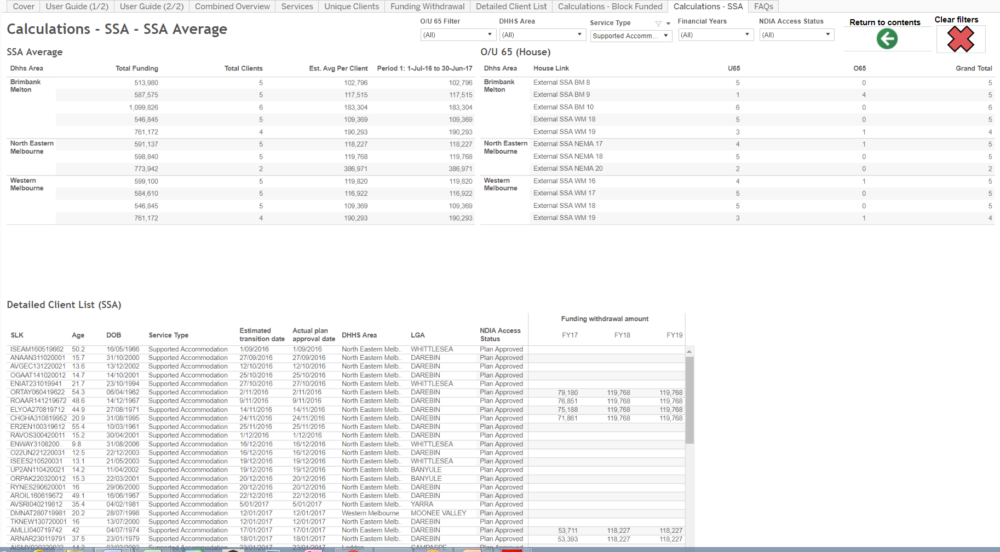 Cover User Guide (1/2) User Guide (2/2) Combined Overview Services Unique Clients Funding Withdrawal Detailed Client List Calculations - Block Funded Calculations - SSA FAQs
Calculations - SSA - SSA Average
O/U 65 Filter DHHS Area Service Type Financial Years NDIA Access Status Return to contents Clear filters
(All) (All) Supported Accomm... (All) (All)
SSA Average
Dhhs Area Total Funding Total Clients Est. Avg Per Client Period 1: 1-Jul-16 to 30-Jun-17
Brimbank Melton 513,980 5 102,796 102,796
587,575 5 117,515 117,515
1,099,826 6 183,304 183,304
546,845 5 109,369 109,369
761,172 4 190,293 190,293
North Eastern Melbourne 591,137 5 118,227 118,227
598,840 5 119,768 119,768
773,942 2 386,971 386,971
Western Melbourne 599,100 5 119,820 119,820
584,610 5 116,922 116,922
546,845 5 109,369 109,369
761,172 4 190,293 190,293
O/U 65 (House)
Dhhs Area House Link U65 O65 Grand Total
Brimbank Melton External SSA BM 8 5 0 5
External SSA BM 9 1 4 5
External SSA BM 10 6 0 6
External SSA WM 18 5 0 5
External SSA WM 19 3 1 4
North Eastern Melbourne External SSA NEMA 17 4 1 5
External SSA NEMA 18 5 0 5
External SSA NEMA 20 2 0 2
Western Melbourne External SSA WM 16 4 1 5
External SSA WM 17 5 0 5
External SSA WM 18 5 0 5
External SSA WM 19 3 1 4
Detailed Client List (SSA)
Funding withdrawal amount
SLK Age DOB Service Type Estimated transition date Actual plan approval date DHHS Area LGA NDIA Access Status FY17 FY18 FY19
ISEAM160519662 50.2 16/05/1966 Supported Accommodation 1/09/2016 1/09/2016 North Eastern Melb.. WHITTLESEA Plan Approved
ANAAN311020001 15.7 31/10/2000 Supported Accommodation 27/09/2016 27/09/2016 North Eastern Melb.. DAREBIN Plan Approved
AVGEC131220021 13.6 13/12/2002 Supported Accommodation 12/10/2016 12/10/2016 North Eastern Melb.. DAREBIN Plan Approved
OGAAT141020012 14.7 14/10/2001 Supported Accommodation 25/10/2016 25/10/2016 North Eastern Melb.. DAREBIN Plan Approved
ENIAT231019941 21.7 23/10/1994 Supported Accommodation 27/10/2016 27/10/2016 North Eastern Melb.. WHITTLESEA Plan Approved
ORTAY060419622 54.3 06/04/1962 Supported Accommodation 2/11/2016 2/11/2016 North Eastern Melb.. DAREBIN Plan Approved 79,180 119,768 119,768
ROAAR141219672 48.6 14/12/1967 Supported Accommodation 9/11/2016 9/11/2016 North Eastern Melb.. DAREBIN Plan Approved 76,851 119,768 119,768
ELYOA270819712 44.9 27/08/1971 Supported Accommodation 14/11/2016 14/11/2016 North Eastern Melb.. DAREBIN Plan Approved 75,188 119,768 119,768
CHGHA310819952 20.9 31/08/1995 Supported Accommodation 24/11/2016 24/11/2016 North Eastern Melb.. DAREBIN Plan Approved 71,861 119,768 119,768
ER2EN100319612 55.4 10/03/1961 Supported Accommodation 25/11/2016 25/11/2016 North Eastern Melb.. DAREBIN Plan Approved
RAVOS300420011 15.2 30/04/2001 Supported Accommodation 1/12/2016 1/12/2016 North Eastern Melb.. DAREBIN Plan Approved
ENWAY3108200.. 9.8 31/08/2006 Supported Accommodation 16/12/2016 16/12/2016 North Eastern Melb.. WHITTLESEA Plan Approved
O22UN221220031 12.5 22/12/2003 Supported Accommodation 16/12/2016 16/12/2016 North Eastern Melb.. DAREBIN Plan Approved
ISEES210520031 13.1 21/05/2003 Supported Accommodation 19/12/2016 19/12/2016 North Eastern Melb.. WHITTLESEA Plan Approved
UP2AN110420021 14.2 11/04/2002 Supported Accommodation 19/12/2016 19/12/2016 North Eastern Melb.. BANYULE Plan Approved
ORPAK220320012 15.3 22/03/2001 Supported Accommodation 20/12/2016 20/12/2016 North Eastern Melb.. BANYULE Plan Approved
RYNES290620001 16 29/06/2000 Supported Accommodation 20/12/2016 20/12/2016 North Eastern Melb.. DAREBIN Plan Approved
AROIL160619672 49.1 16/06/1967 Supported Accommodation 22/12/2016 22/12/2016 North Eastern Melb.. DAREBIN Plan Approved
AVSRI040219812 35.4 04/02/1981 Supported Accommodation 5/01/2017 5/01/2017 North Eastern Melb.. YARRA Plan Approved
DMNAT280719981 20.2 28/07/1998 Supported Accommodation 12/01/2017 12/01/2017 Western Melbourne MOONEE VALLEY Plan Approved
TKNEW130720001 16 13/07/2000 Supported Accommodation 12/01/2017 12/01/2017 North Eastern Melb.. DAREBIN Plan Approved
AMLLI040719742 42 04/07/1974 Supported Accommodation 17/01/2017 17/01/2017 North Eastern Melb.. DAREBIN Plan Approved 53,711 118,227 118,227
ARNAR230119791 37.5 23/01/1979 Supported Accommodation 18/01/2017 18/01/2017 North Eastern Melb.. DAREBIN Plan Approved 53,393 118,227 118,227
AISMY030320032 14.2 03/03/2003 Supported Accommodation 23/01/2017 23/01/2017 Loddon CAMPASPE Plan Approved